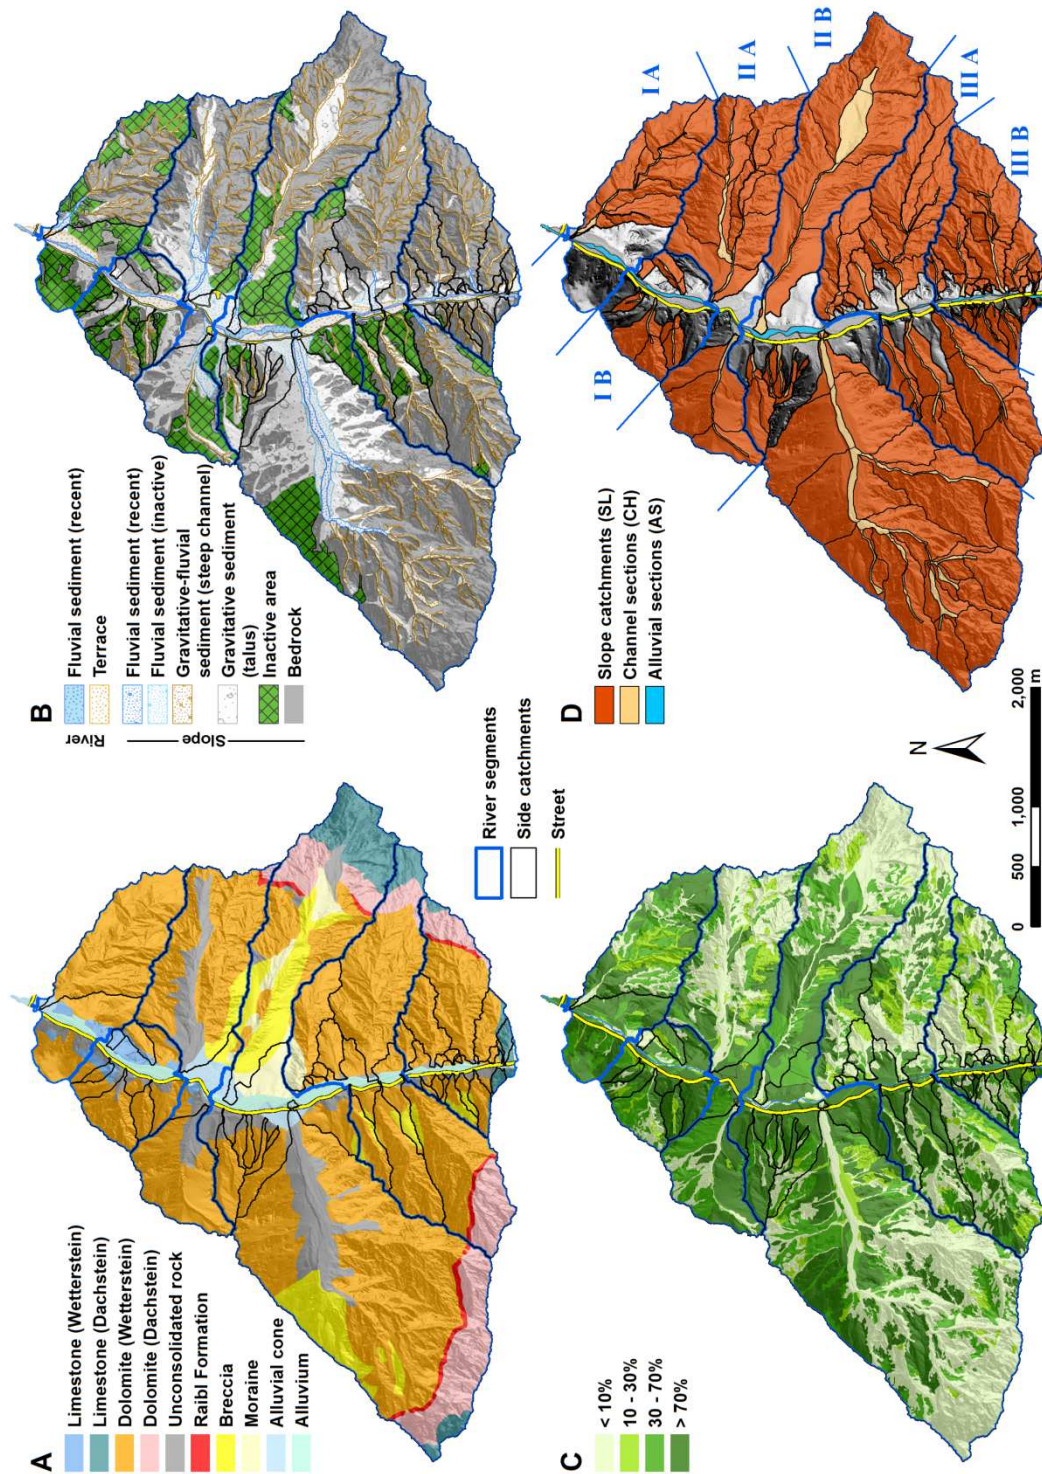 A
Limestone (Wetterstein)
Limestone (Dachstein)
Dolomite (Wetterstein)
Dolomite (Dachstein)
Unconsolidated rock
Raibl Formation
Breccia
Moraine
Alluvial cone
Alluvium
B
River
Fluvial sediment (recent)
Terrace
Slope
Fluvial sediment (recent)
Fluvial sediment (inactive)
Gravitative-fluvial
sediment (steep channel)
Gravitative sediment
(talus)
Inactive area
Bedrock
River segments
Side catchments
Street
C
< 10%
10 - 30%
30 - 70%
> 70%
D
Slope catchments (SL)
Channel sections (CH)
Alluvial sections (AS)
I A
II A
II B
III A
III B
I B
N
0 500 1,000 2,000
m